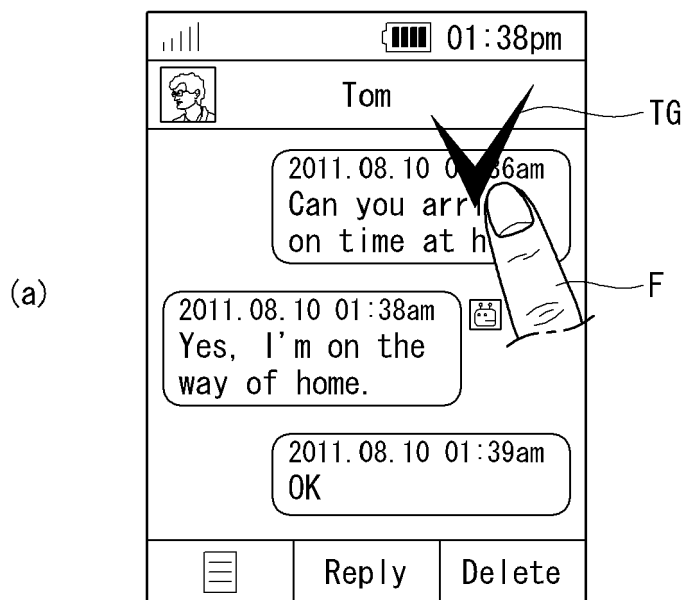 01:38pm
Tom
TG
2011.08.10 36am
Can you
on time at
F
(a)
2011.08.10 01:38am
Yes, I'm on the
way of home.
2011.08.10 01:39am
OK
Reply Delete